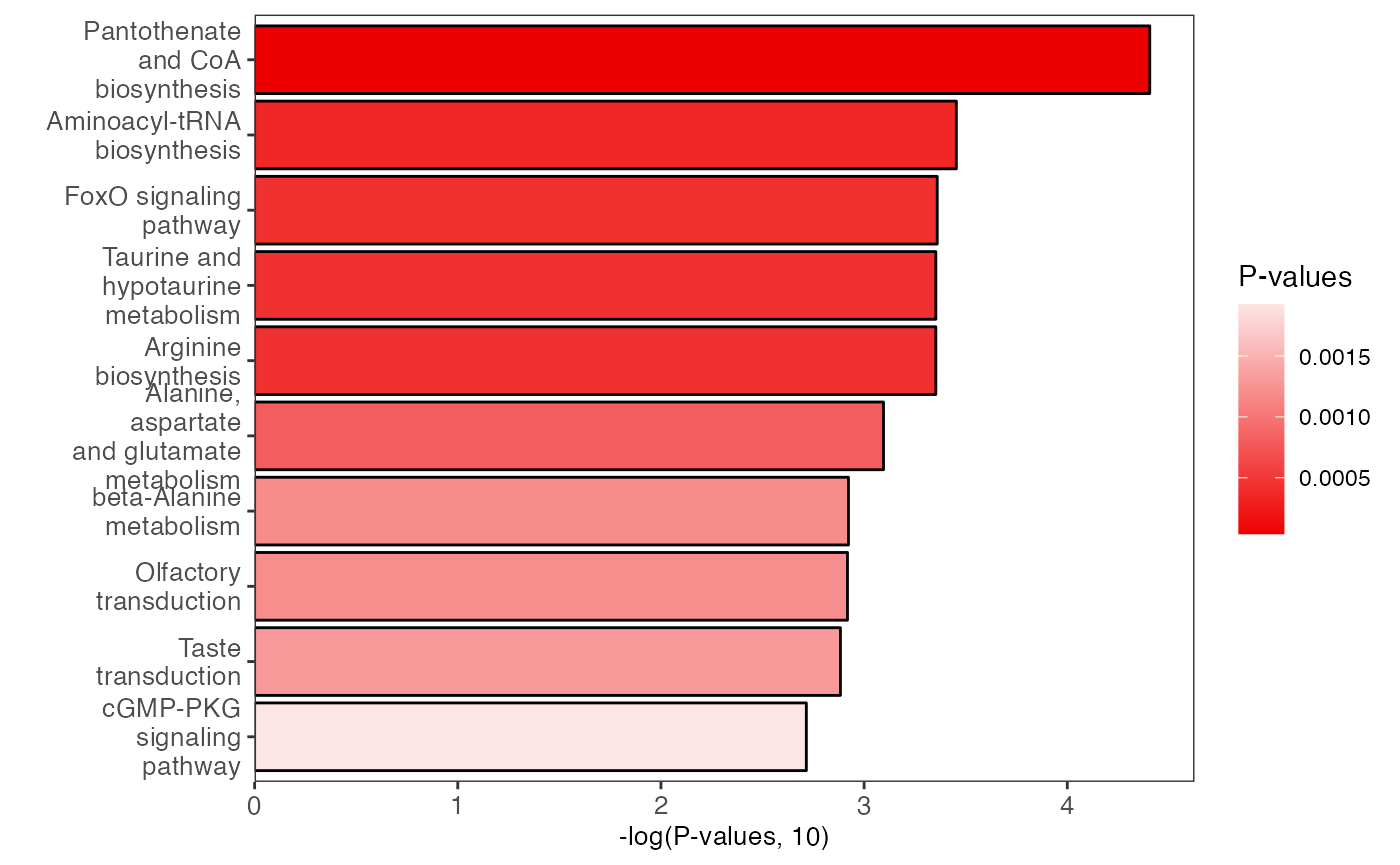 Pantothenate
and CoA
biosynthesis
Aminoacyl-tRNA
biosynthesis
FoxO signaling
pathway
Taurine and
hypotaurine
metabolism
Arginine
biosynthesis
Alanine,
aspartate
and glutamate
metabolism
beta-Alanine
metabolism
Olfactory
transduction
Taste
transduction
cGMP-PKG
signaling
pathway
0 1 2 3 4
-log(P-values, 10)
P-values
0.0015
0.0010
0.0005